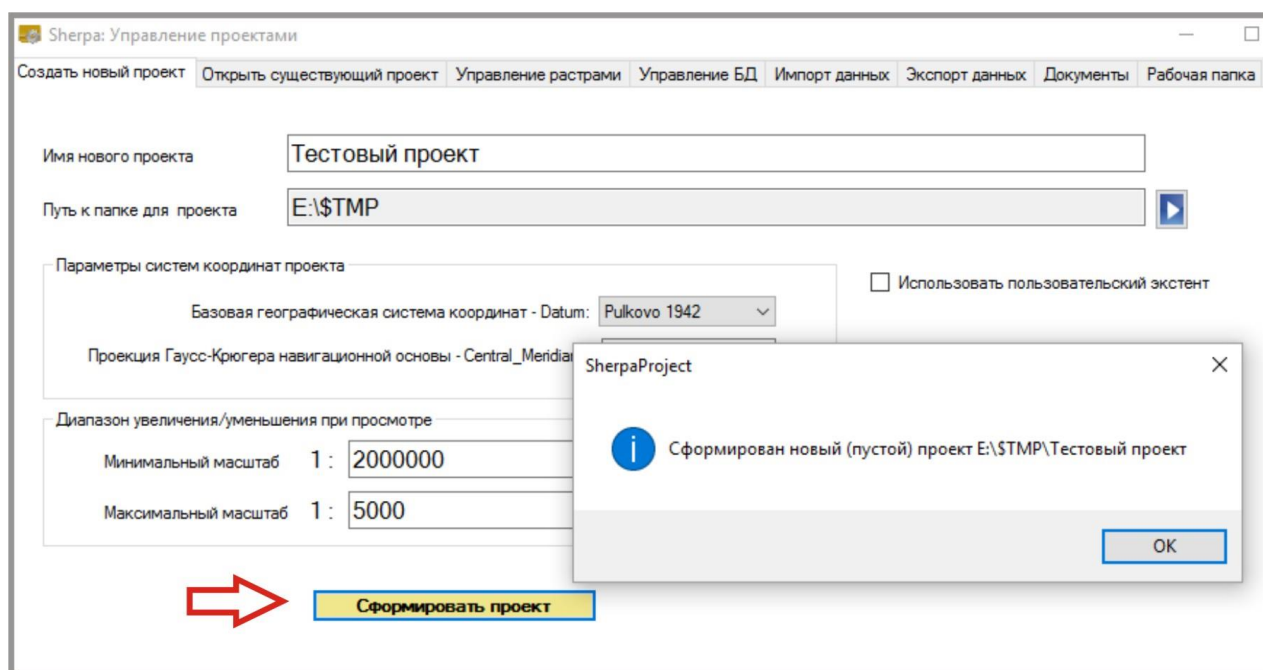 Sherpa: Управление проектами
Создать новый проект Открыть существующий проект Управление растрами Управление БД Импорт данных Экспорт данных Документы Рабочая папка
Имя нового проекта Тестовый проект
Путь к папке для проекта E:\$TMP
Параметры систем координат проекта
Использовать пользовательский экстент
Базовая географическая система координат - Datum: Pulkovo 1942
Проекция Гаусс-Крюгера навигационной основы - Central_Meridian
SherpaProject
Диапазон увеличения/уменьшения при просмотре
Сформирован новый (пустой) проект E:\$TMP\Тестовый проект
Минимальный масштаб 1 : 2000000
Максимальный масштаб 1 : 5000
OK
Сформировать проект